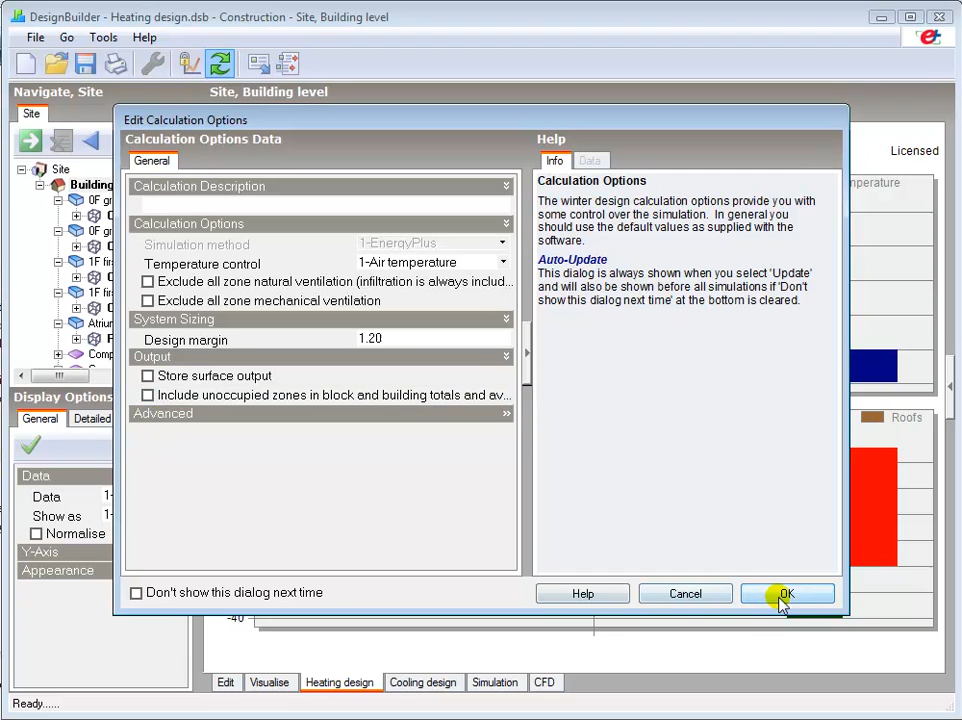 DesignBuilder - Heating design.dsb - Construction - Site, Building level
File Go Tools Help
Navigate, Site
Site, Building level
Site
Licensed
Site
Building
0F gr
0F gr
1F firs
1F firs
Atrium
Comp
Display Options
General Detailed
Data
Data 1-
Show as 1-
Normalise
Y-Axis
Appearance
Edit Calculation Options
Calculation Options Data
General
Calculation Description
Calculation Options
Simulation method 1-EnergyPlus
Temperature control 1-Air temperature
Exclude all zone natural ventilation (infiltration is always includ...
Exclude all zone mechanical ventilation
System Sizing
Design margin 1.20
Output
Store surface output
Include unoccupied zones in block and building totals and av...
Advanced
Don't show this dialog next time
Help
Info Data
Calculation Options
The winter design calculation options provide you with
some control over the simulation. In general you
should use the default values as supplied with the
software.
Auto-Update
This dialog is always shown when you select 'Update'
and will also be shown before all simulations if 'Don't
show this dialog next time' at the bottom is cleared.
Help Cancel OK
perature
Roofs
-40
Edit Visualise Heating design Cooling design Simulation CFD
Ready......